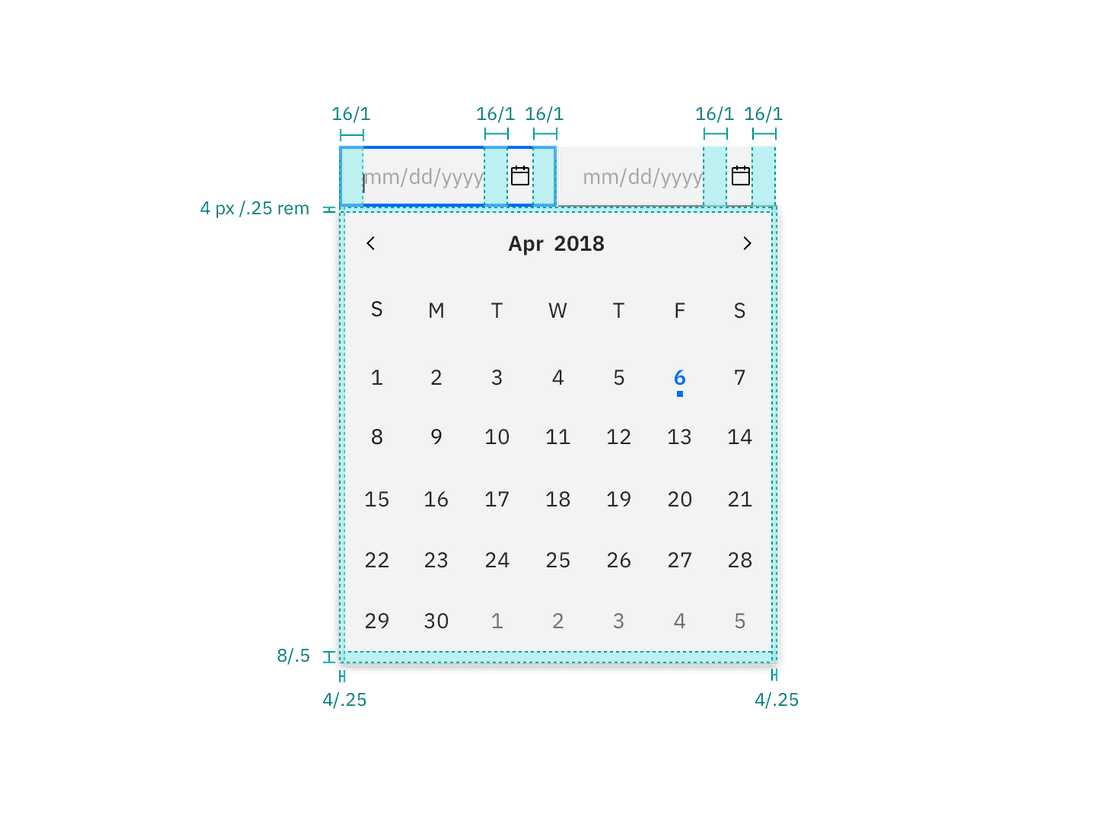 16/1 16/1 16/1 16/1 16/1
mm/dd/yyyy mm/dd/yyyy
4 px /.25 rem
Apr 2018
S M T W T F S
1 2 3 4 5 6 7
8 9 10 11 12 13 14
15 16 17 18 19 20 21
22 23 24 25 26 27 28
29 30 1 2 3 4 5
8/.5
4/.25 4/.25